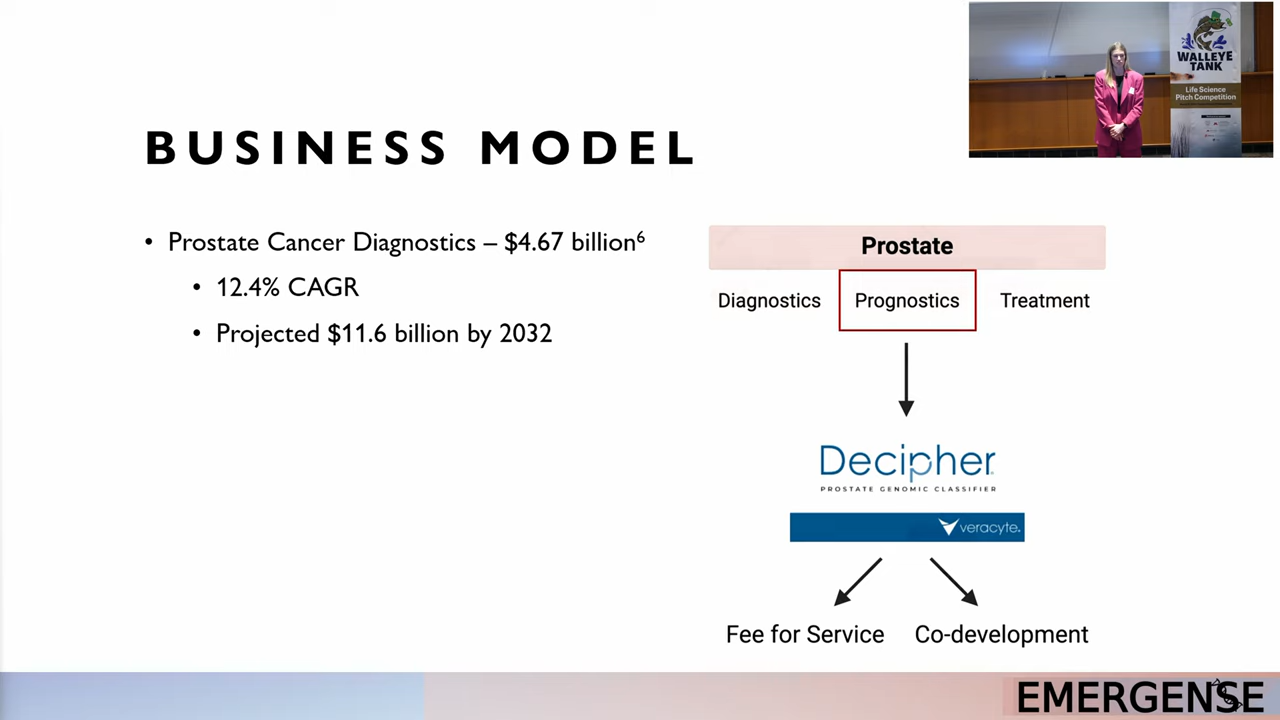 BUSINESS MODEL
• Prostate Cancer Diagnostics – $4.67 billion⁶
• 12.4% CAGR
• Projected $11.6 billion by 2032
Prostate
Diagnostics
Prognostics
Treatment
Decipher
PROSTATE GENOMIC CLASSIFIER
veracyte.
Fee for Service
Co-development
EMERGENSE
WALLEYE
TANK
Life Science
Pitch Competition